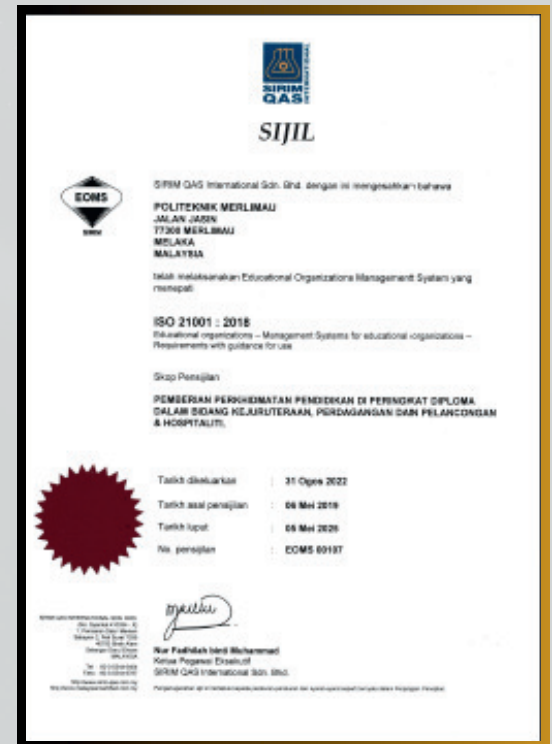 SIRIM
QAS
INTERNATIONAL
SIJIL
EOMS
SIRIM
SIRIM QAS International Sdn. Bhd. dengan ini mengesahkan bahawa
POLITEKNIK MERLIMAU
JALAN JASIN
77300 MERLIMAU
MELAKA
MALAYSIA
telah melaksanakan Educational Organizations Management System yang
menepati
ISO 21001 : 2018
Educational organizations – Management Systems for educational organizations –
Requirements with guidance for use
Skop Pensijilan
PEMBERIAN PERKHIDMATAN PENDIDIKAN DI PERINGKAT DIPLOMA
DALAM BIDANG KEJURUTERAAN, PERDAGANGAN DAN PELANCONGAN
& HOSPITALITI.
Tarikh dikeluarkan : 31 Ogos 2022
Tarikh asal pensijilan : 06 Mei 2019
Tarikh luput : 05 Mei 2025
No. pensijilan : EOMS 00107
Nur Fadhilah binti Muhammad
Ketua Pegawai Eksekutif
SIRIM QAS International Sdn. Bhd.